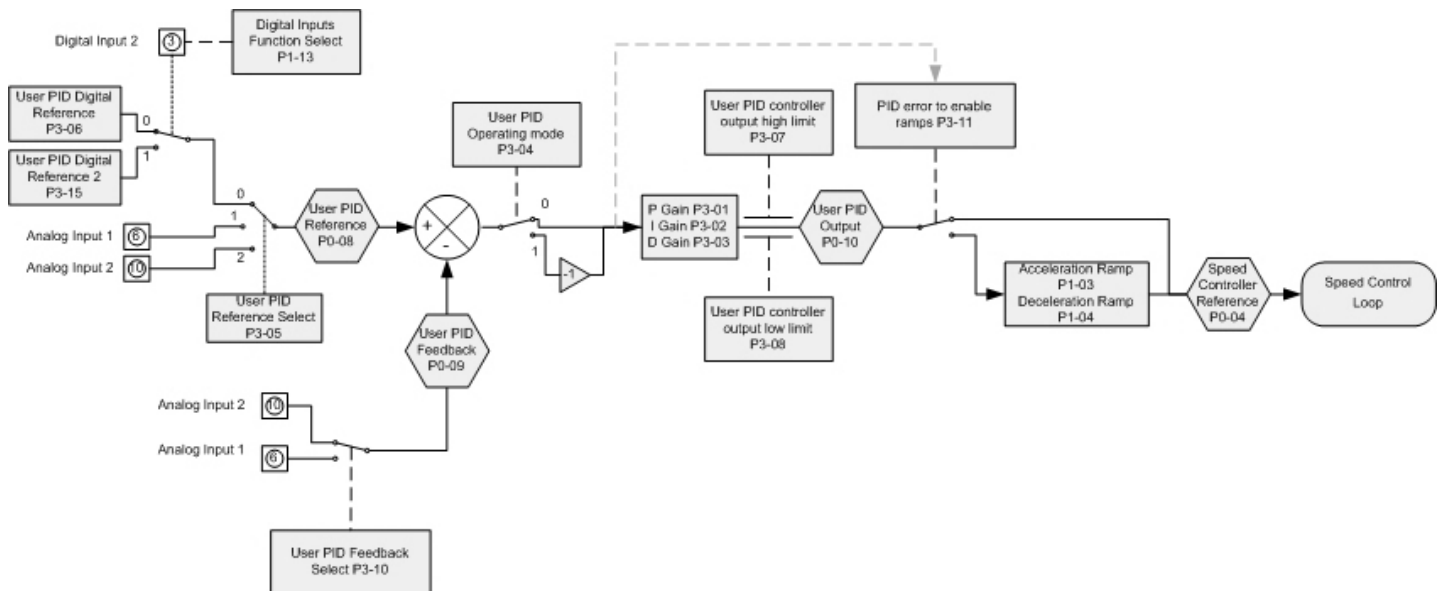 Digital Input 2
3
Digital Inputs
Function Select
P1-13
User PID Digital
Reference
P3-06
0
1
User PID Digital
Reference 2
P3-15
0
1
2
Analog Input 1
6
Analog Input 2
10
User PID
Reference
P0-08
User PID
Reference Select
P3-05
+
-
User PID
Operating mode
P3-04
0
1
-1
User PID
Feedback
P0-09
Analog Input 2
10
Analog Input 1
6
User PID Feedback
Select P3-10
P Gain P3-01
I Gain P3-02
D Gain P3-03
User PID controller
output high limit
P3-07
User PID controller
output low limit
P3-08
User PID
Output
P0-10
PID error to enable
ramps P3-11
Acceleration Ramp
P1-03
Deceleration Ramp
P1-04
Speed
Controller
Reference
P0-04
Speed Control
Loop